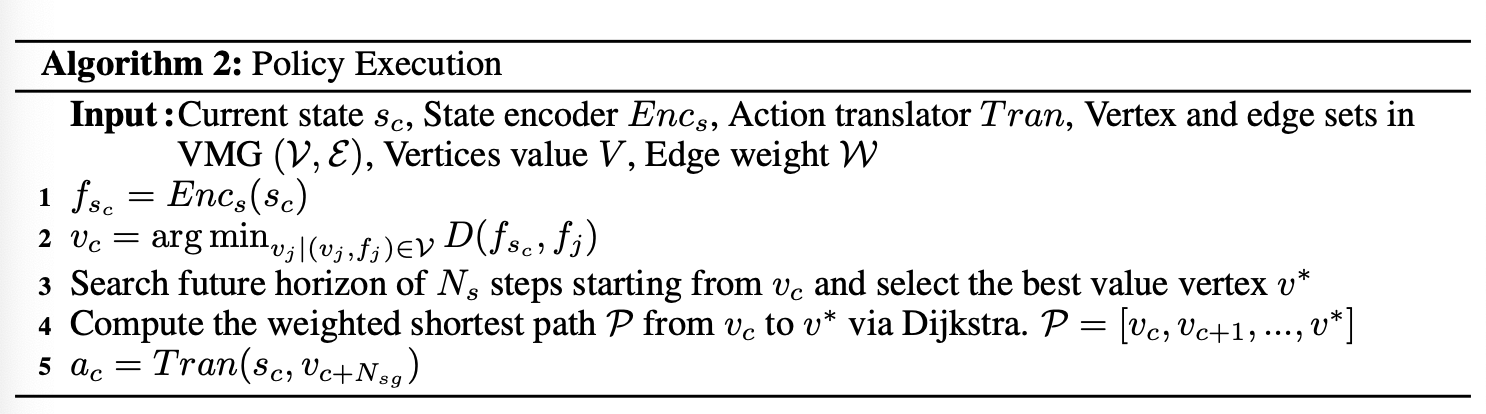 Algorithm 2: Policy Execution
Input: Current state $s_c$, State encoder $Enc_s$, Action translator $Tran$, Vertex and edge sets in
VMG $(\mathcal{V}, \mathcal{E})$, Vertices value $V$, Edge weight $\mathcal{W}$
1 $f_{s_c} = Enc_s(s_c)$
2 $v_c = \arg\min_{v_j|(v_j,f_j)\in\mathcal{V}} D(f_{s_c}, f_j)$
3 Search future horizon of $N_s$ steps starting from $v_c$ and select the best value vertex $v^*$
4 Compute the weighted shortest path $\mathcal{P}$ from $v_c$ to $v^*$ via Dijkstra. $\mathcal{P} = [v_c, v_{c+1}, ..., v^*]$
5 $a_c = Tran(s_c, v_{c+N_{sg}})$